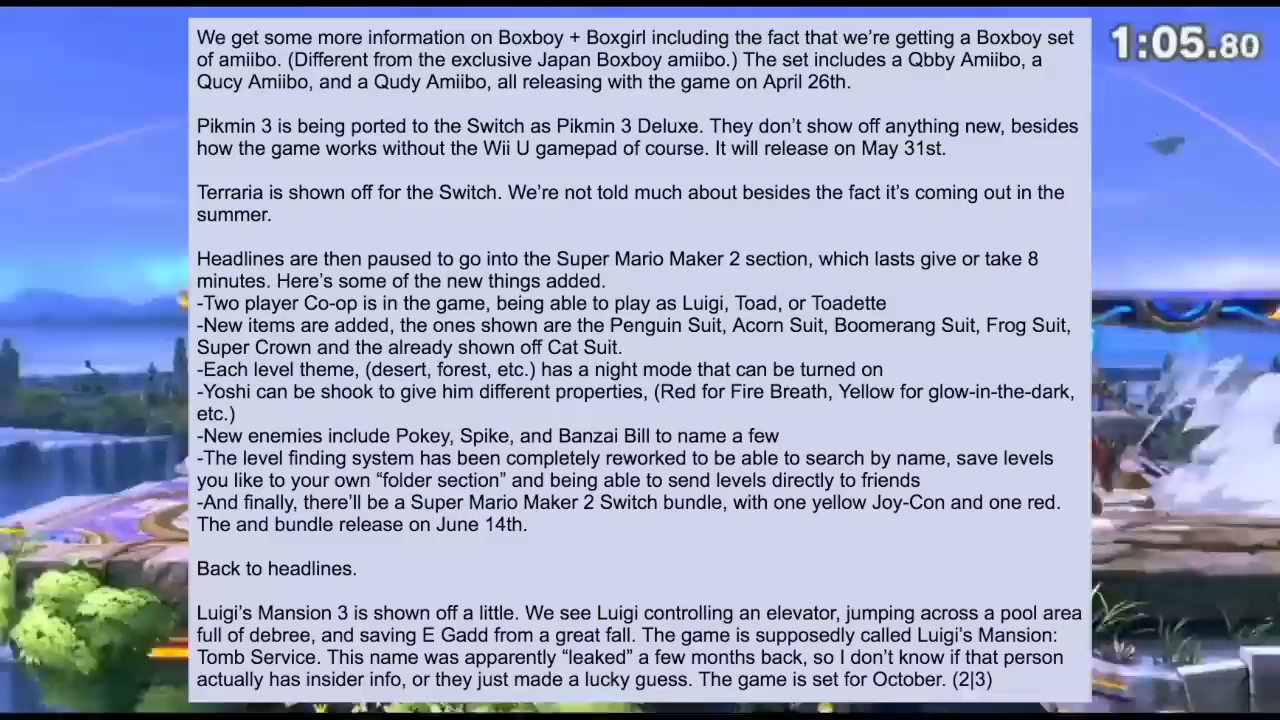 We get some more information on Boxboy + Boxgirl including the fact that we're getting a Boxboy set
of amiibo. (Different from the exclusive Japan Boxboy amiibo.) The set includes a Qbby Amiibo, a
Qucy Amiibo, and a Qudy Amiibo, all releasing with the game on April 26th.
Pikmin 3 is being ported to the Switch as Pikmin 3 Deluxe. They don't show off anything new, besides
how the game works without the Wii U gamepad of course. It will release on May 31st.
Terraria is shown off for the Switch. We're not told much about besides the fact it's coming out in the
summer.
Headlines are then paused to go into the Super Mario Maker 2 section, which lasts give or take 8
minutes. Here's some of the new things added.
-Two player Co-op is in the game, being able to play as Luigi, Toad, or Toadette
-New items are added, the ones shown are the Penguin Suit, Acorn Suit, Boomerang Suit, Frog Suit,
Super Crown and the already shown off Cat Suit.
-Each level theme, (desert, forest, etc.) has a night mode that can be turned on
-Yoshi can be shook to give him different properties, (Red for Fire Breath, Yellow for glow-in-the-dark,
etc.)
-New enemies include Pokey, Spike, and Banzai Bill to name a few
-The level finding system has been completely reworked to be able to search by name, save levels
you like to your own “folder section” and being able to send levels directly to friends
-And finally, there'll be a Super Mario Maker 2 Switch bundle, with one yellow Joy-Con and one red.
The and bundle release on June 14th.
Back to headlines.
Luigi's Mansion 3 is shown off a little. We see Luigi controlling an elevator, jumping across a pool area
full of debree, and saving E Gadd from a great fall. The game is supposedly called Luigi's Mansion:
Tomb Service. This name was apparently “leaked” a few months back, so I don't know if that person
actually has insider info, or they just made a lucky guess. The game is set for October. (2|3)
1:05.80